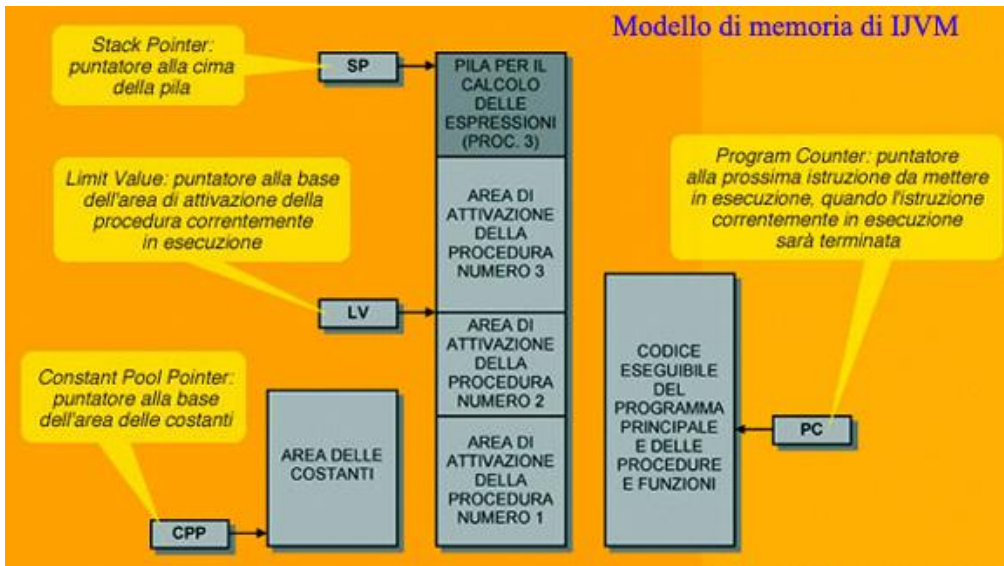 Modello di memoria di IJVM
Stack Pointer:
puntatore alla cima
della pila
SP
PILA PER IL
CALCOLO
DELLE
ESPRESSIONI
(PROC. 3)
Limit Value: puntatore alla base
dell'area di attivazione della
procedura correntemente
in esecuzione
LV
AREA DI
ATTIVAZIONE
DELLA
PROCEDURA
NUMERO 3
AREA DI
ATTIVAZIONE
DELLA
PROCEDURA
NUMERO 2
AREA DI
ATTIVAZIONE
DELLA
PROCEDURA
NUMERO 1
Constant Pool Pointer:
puntatore alla base
dell'area delle costanti
CPP
AREA DELLE
COSTANTI
Program Counter: puntatore
alla prossima istruzione da mettere
in esecuzione, quando l'istruzione
correntemente in esecuzione
sarà terminata
PC
CODICE
ESEGUIBILE
DEL
PROGRAMMA
PRINCIPALE
E DELLE
PROCEDURE
E FUNZIONI